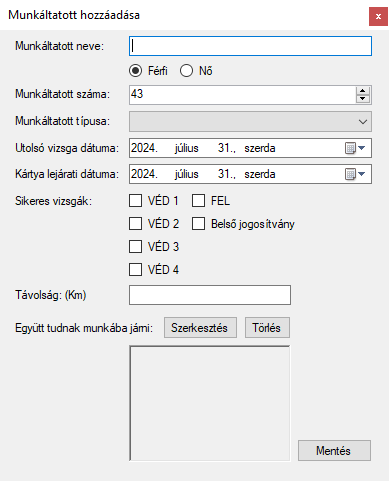 Munkáltatott hozzáadása
x
Munkáltatott neve:
Férfi Nő
Munkáltatott száma: 43
Munkáltatott típusa:
Utolsó vizsga dátuma: 2024. július 31., szerda
Kártya lejárati dátuma: 2024. július 31., szerda
Sikeres vizsgák: VÉD 1 FEL
VÉD 2 Belső jogosítvány
VÉD 3
VÉD 4
Távolság: (Km)
Együtt tudnak munkába járni: Szerkesztés Törlés
Mentés